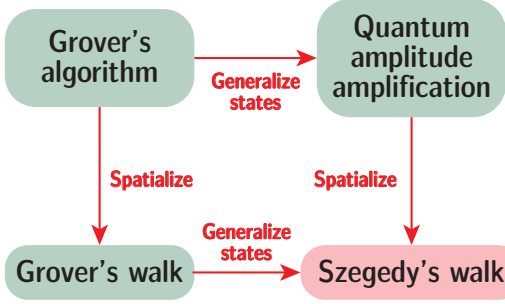 Grover's
algorithm
Generalize
states
Quantum
amplitude
amplification
Spatialize
Spatialize
Grover's walk
Generalize
states
Szegedy's walk